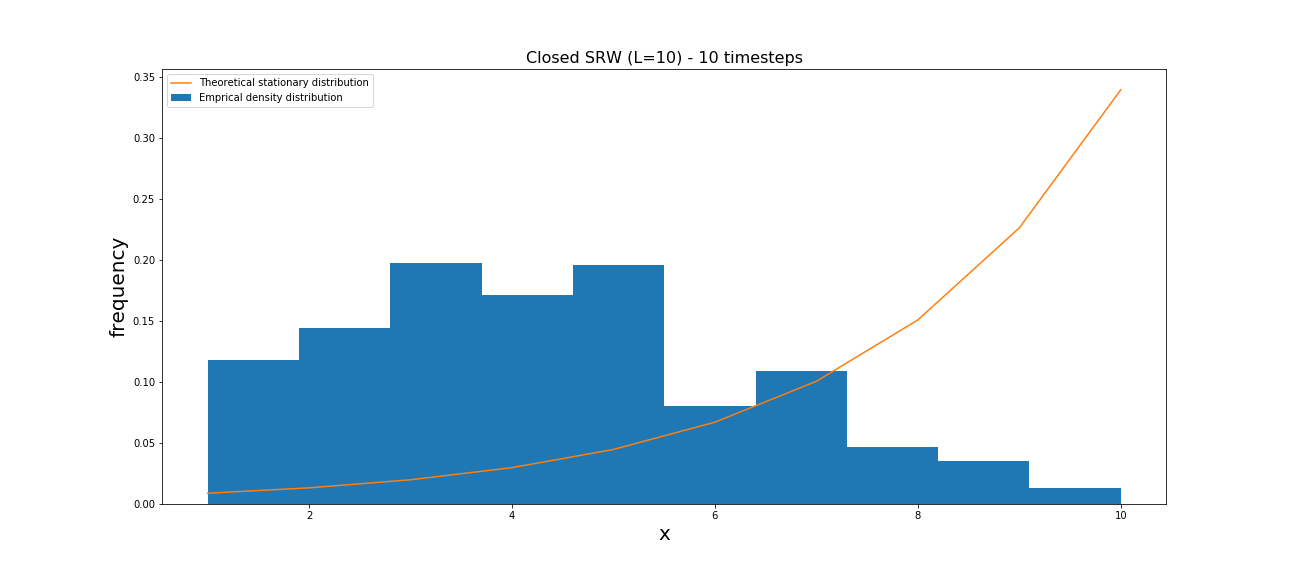 Closed SRW (L=10) - 10 timesteps
Theoretical stationary distribution
Emprical density distribution
frequency
0.35
0.30
0.25
0.20
0.15
0.10
0.05
0.00
2 4 6 8 10
x